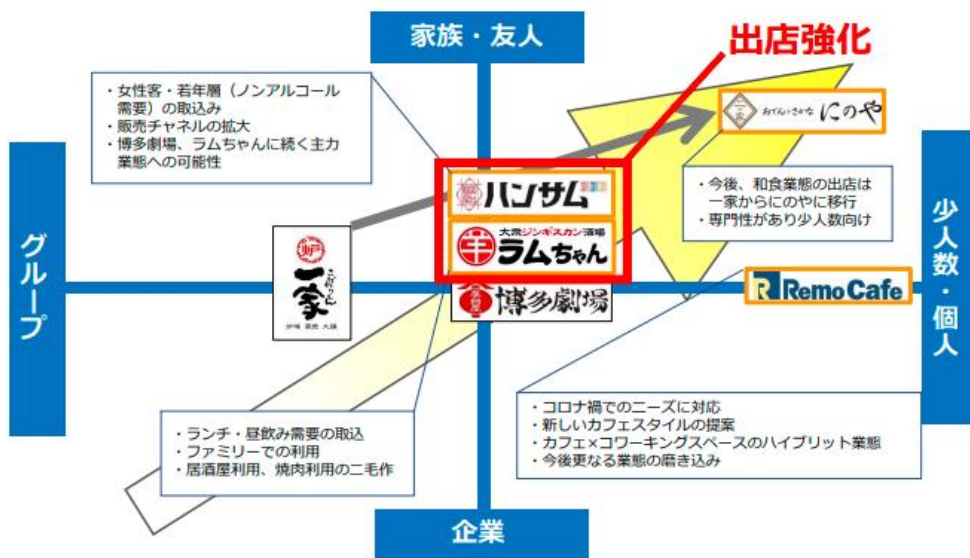 家族・友人
出店強化
・女性客・若年層（ノンアルコール
需要）の取込み
・販売チャネルの拡大
・博多劇場、ラムちゃんに続く主力
業態への可能性
おでんとさかな にのや
・今後、和食業態の出店は
一家からにのやに移行
・専門性があり少人数向け
ハンサム
大衆ジンギスカン酒場
ラムちゃん
グループ
少人数・個人
炉
こだわりもん
一家
博多劇場
Remo Cafe
・ランチ・昼飲み需要の取込
・ファミリーでの利用
・居酒屋利用、焼肉利用の二毛作
・コロナ禍でのニーズに対応
・新しいカフェスタイルの提案
・カフェ×コワーキングスペースのハイブリット業態
・今後更なる業態の磨き込み
企業